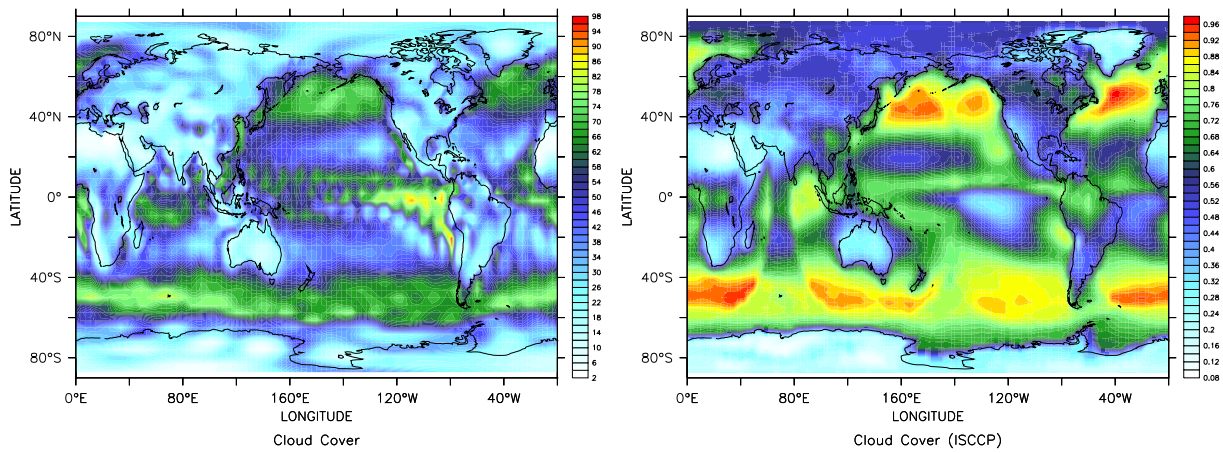 80°N
40°N
0°
40°S
80°S
LATITUDE
0°E
80°E
160°E
120°W
40°W
LONGITUDE
Cloud Cover
98
94
90
86
82
78
74
70
66
62
58
54
50
46
42
38
34
30
26
22
18
14
10
6
2
80°N
40°N
0°
40°S
80°S
LATITUDE
0°E
80°E
160°E
120°W
40°W
LONGITUDE
Cloud Cover (ISCCP)
0.96
0.92
0.88
0.84
0.8
0.76
0.72
0.68
0.64
0.6
0.56
0.52
0.48
0.44
0.4
0.36
0.32
0.28
0.24
0.2
0.16
0.12
0.08